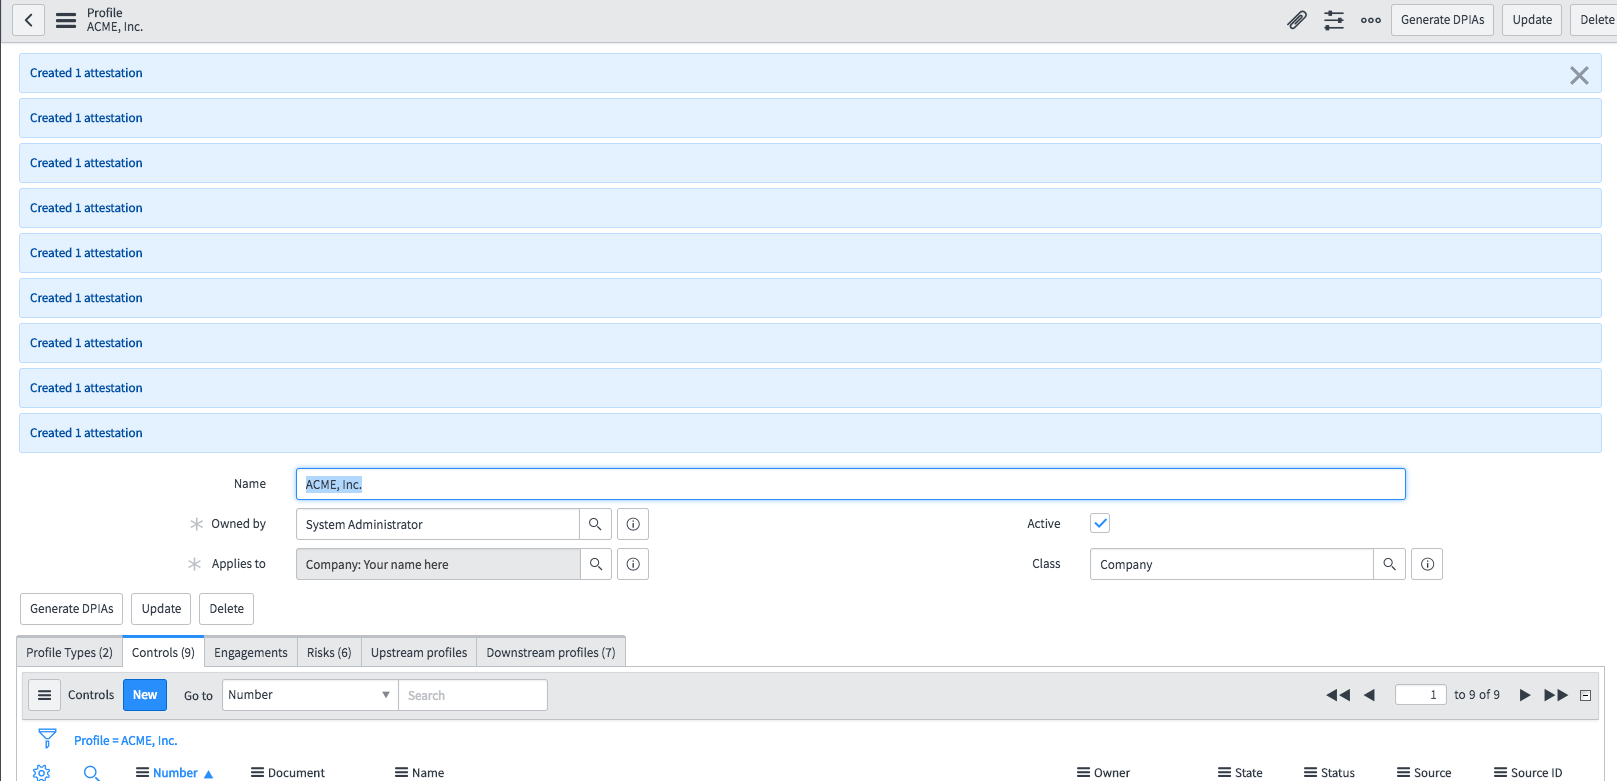 Profile
ACME, Inc.
Generate DPIAs Update Delete
Created 1 attestation
Created 1 attestation
Created 1 attestation
Created 1 attestation
Created 1 attestation
Created 1 attestation
Created 1 attestation
Created 1 attestation
Created 1 attestation
Name ACME, Inc.
Owned by System Administrator Active
Applies to Company: Your name here Class Company
Generate DPIAs Update Delete
Profile Types (2) Controls (9) Engagements Risks (6) Upstream profiles Downstream profiles (7)
Controls New Go to Number Search 1 to 9 of 9
Profile = ACME, Inc.
Number Document Name Owner State Status Source Source ID